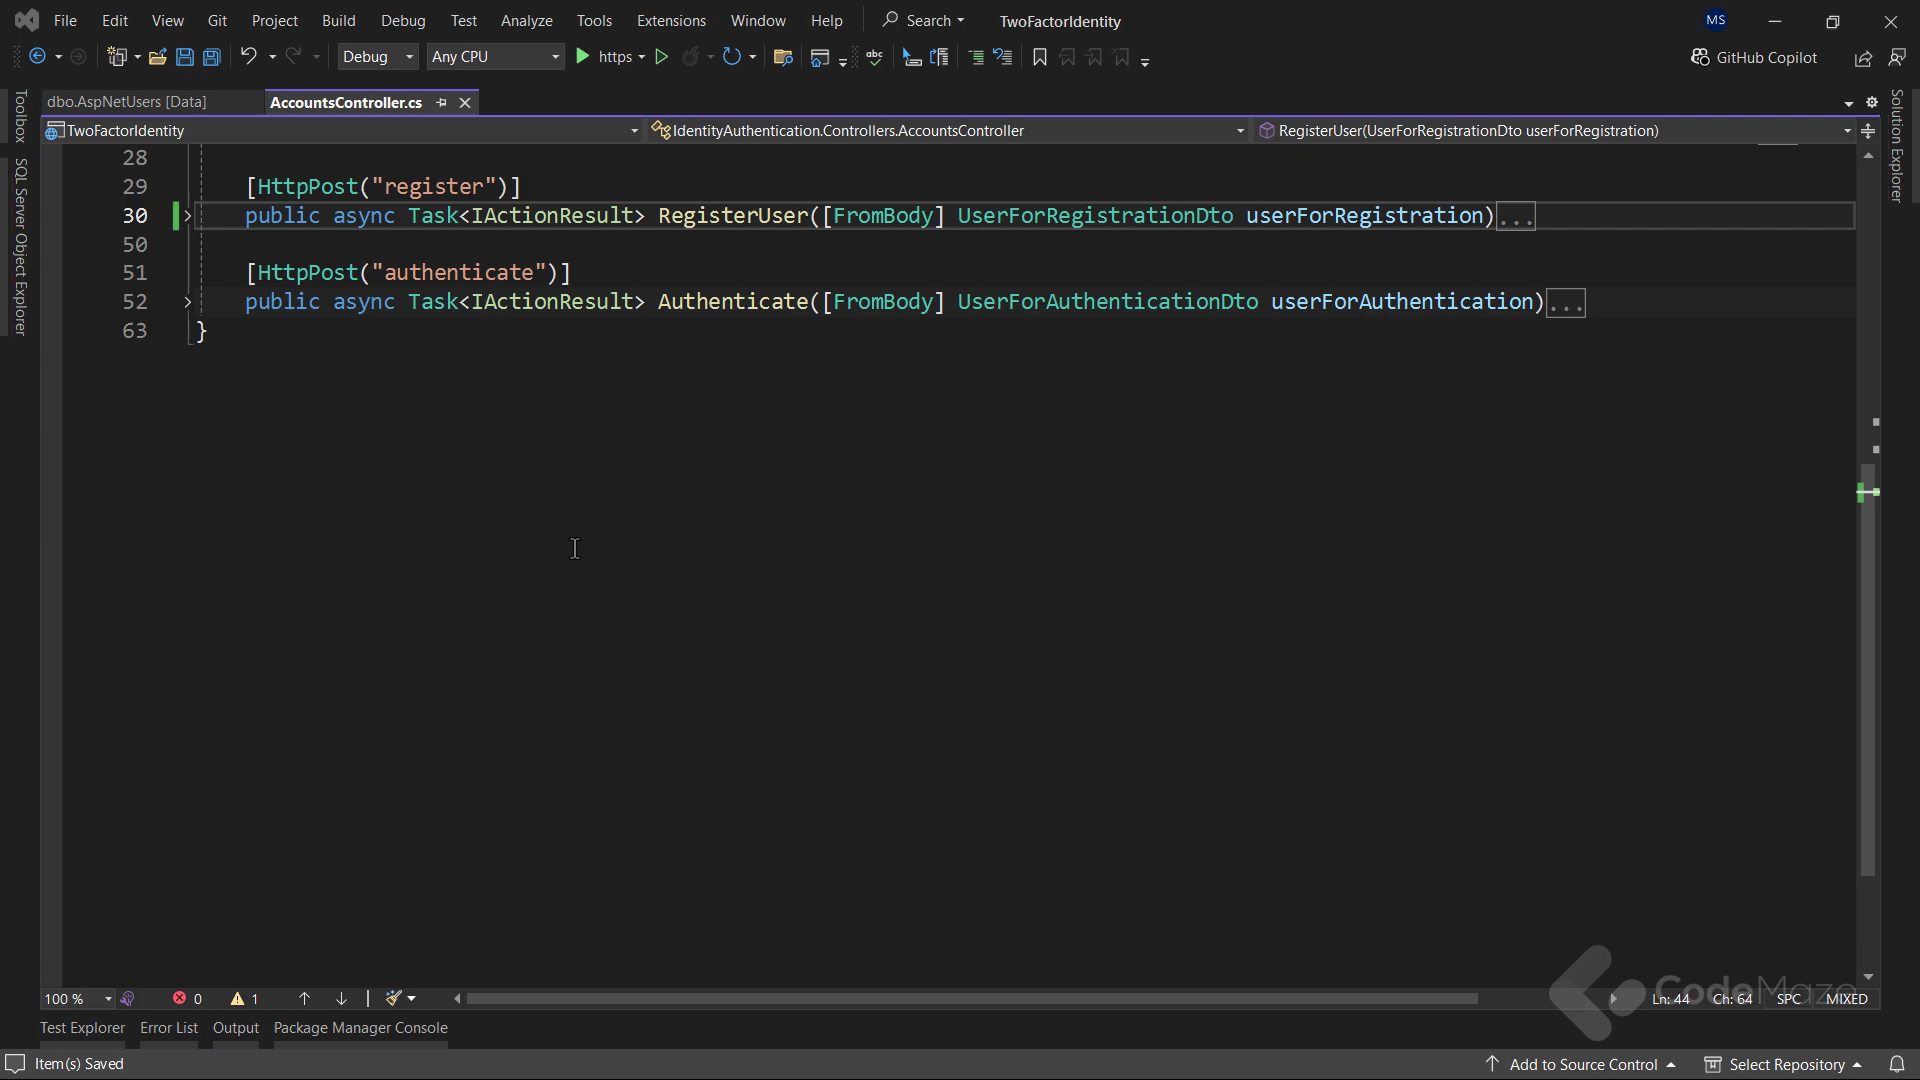 File Edit View Git Project Build Debug Test Analyze Tools Extensions Window Help Search TwoFactorIdentity MS
Debug Any CPU https abc GitHub Copilot
dbo.AspNetUsers [Data] AccountsController.cs
TwoFactorIdentity IdentityAuthentication.Controllers.AccountsController RegisterUser(UserForRegistrationDto userForRegistration)
Toolbox
SQL Server Object Explorer
Solution Explorer
28
29 [HttpPost("register")]
30 public async Task<IActionResult> RegisterUser([FromBody] UserForRegistrationDto userForRegistration)...
50
51 [HttpPost("authenticate")]
52 public async Task<IActionResult> Authenticate([FromBody] UserForAuthenticationDto userForAuthentication)...
63 }
CodeMaze
100 % 0 1 Ln: 44 Ch: 64 SPC MIXED
Test Explorer Error List Output Package Manager Console
Item(s) Saved Add to Source Control Select Repository